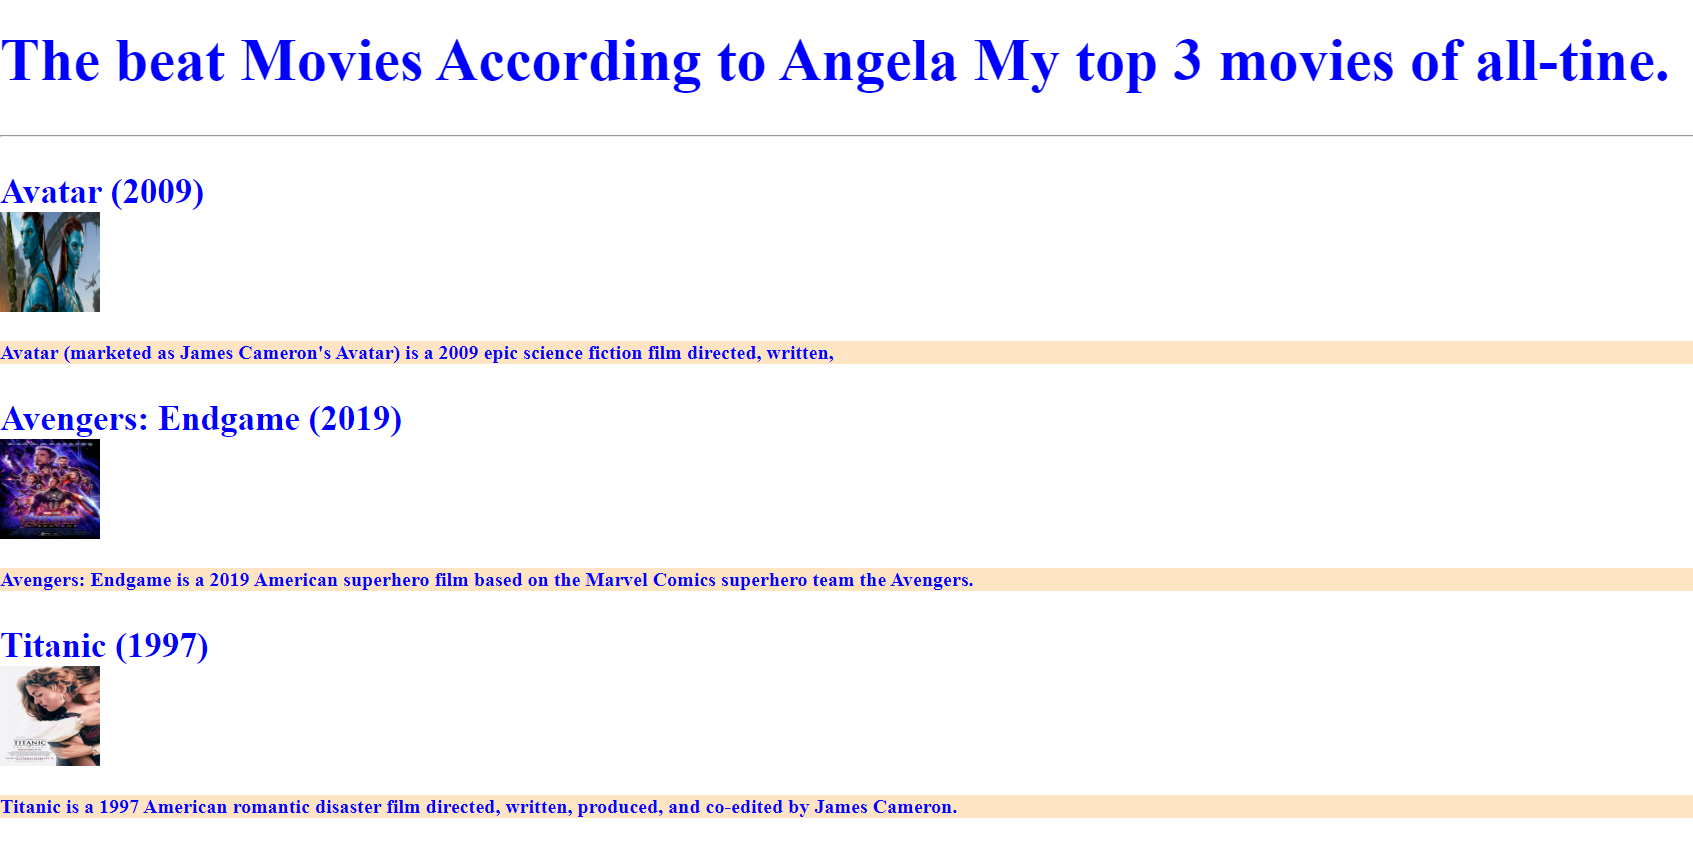 The beat Movies According to Angela My top 3 movies of all-tine.
Avatar (2009)
Avatar (marketed as James Cameron's Avatar) is a 2009 epic science fiction film directed, written,
Avengers: Endgame (2019)
Avengers: Endgame is a 2019 American superhero film based on the Marvel Comics superhero team the Avengers.
Titanic (1997)
TITANIC
Titanic is a 1997 American romantic disaster film directed, written, produced, and co-edited by James Cameron.